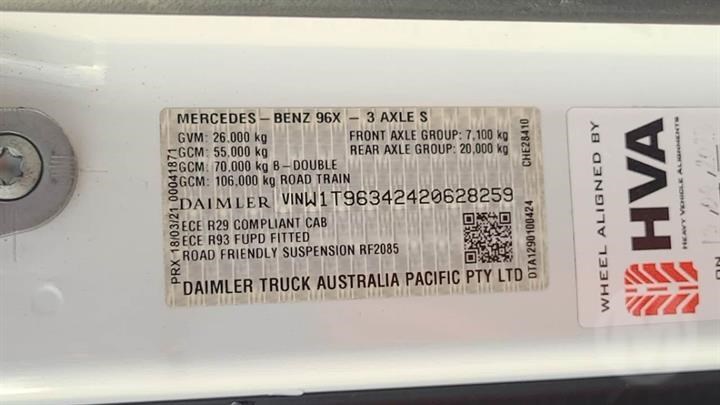 MERCEDES-BENZ 96X - 3 AXLE S
GVM: 26,000 kg FRONT AXLE GROUP: 7,100 kg
GCM: 55,000 kg REAR AXLE GROUP: 20,000 kg
GCM: 70,000 kg B-DOUBLE
GCM: 106,000 kg ROAD TRAIN
DAIMLER VIN W1T96342420628259
ECE R29 COMPLIANT CAB
ECE R93 FUPD FITTED
ROAD FRIENDLY SUSPENSION RF2085
DAIMLER TRUCK AUSTRALIA PACIFIC PTY LTD
PRX 18/03/21 00041871
CHE28410
DTA1290100424
WHEEL ALIGNED BY
HVA
HEAVY VEHICLE ALIGNMENTS
ON